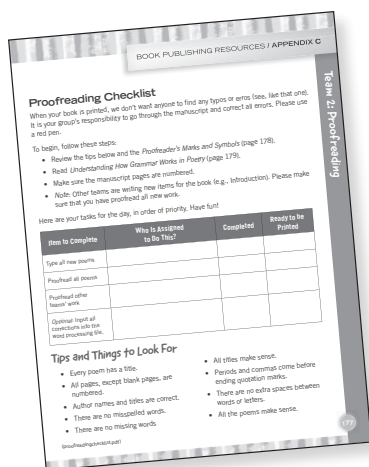 BOOK PUBLISHING RESOURCES / APPENDIX C
Team 2: Proofreading
Proofreading Checklist
When your book is printed, we don't want anyone to find any typos or erros (see, like that one).
It is your group's responsibility to go through the manuscript and correct all errors. Please use
a red pen.
To begin, follow these steps:
• Review the tips below and the Proofreader's Marks and Symbols (page 178).
• Read Understanding How Grammar Works in Poetry (page 179).
• Make sure the manuscript pages are numbered.
• Note: Other teams are writing new items for the book (e.g., Introduction). Please make
sure that you have proofread all new work.
Here are your tasks for the day, in order of priority. Have fun!
Item to Complete
Who Is Assigned
to Do This?
Completed
Ready to be
Printed
Type all new poems
Proofread all poems
Proofread other
teams' work
Optional: Input all
corrections into the
word processing file.
Tips and Things to Look For
• Every poem has a title.
• All pages, except blank pages, are
numbered.
• Author names and titles are correct.
• There are no misspelled words.
• There are no missing words
• All titles make sense.
• Periods and commas come before
ending quotation marks.
• There are no extra spaces between
words or letters.
• All the poems make sense.
(proofreadingchecklist.pdf)
177